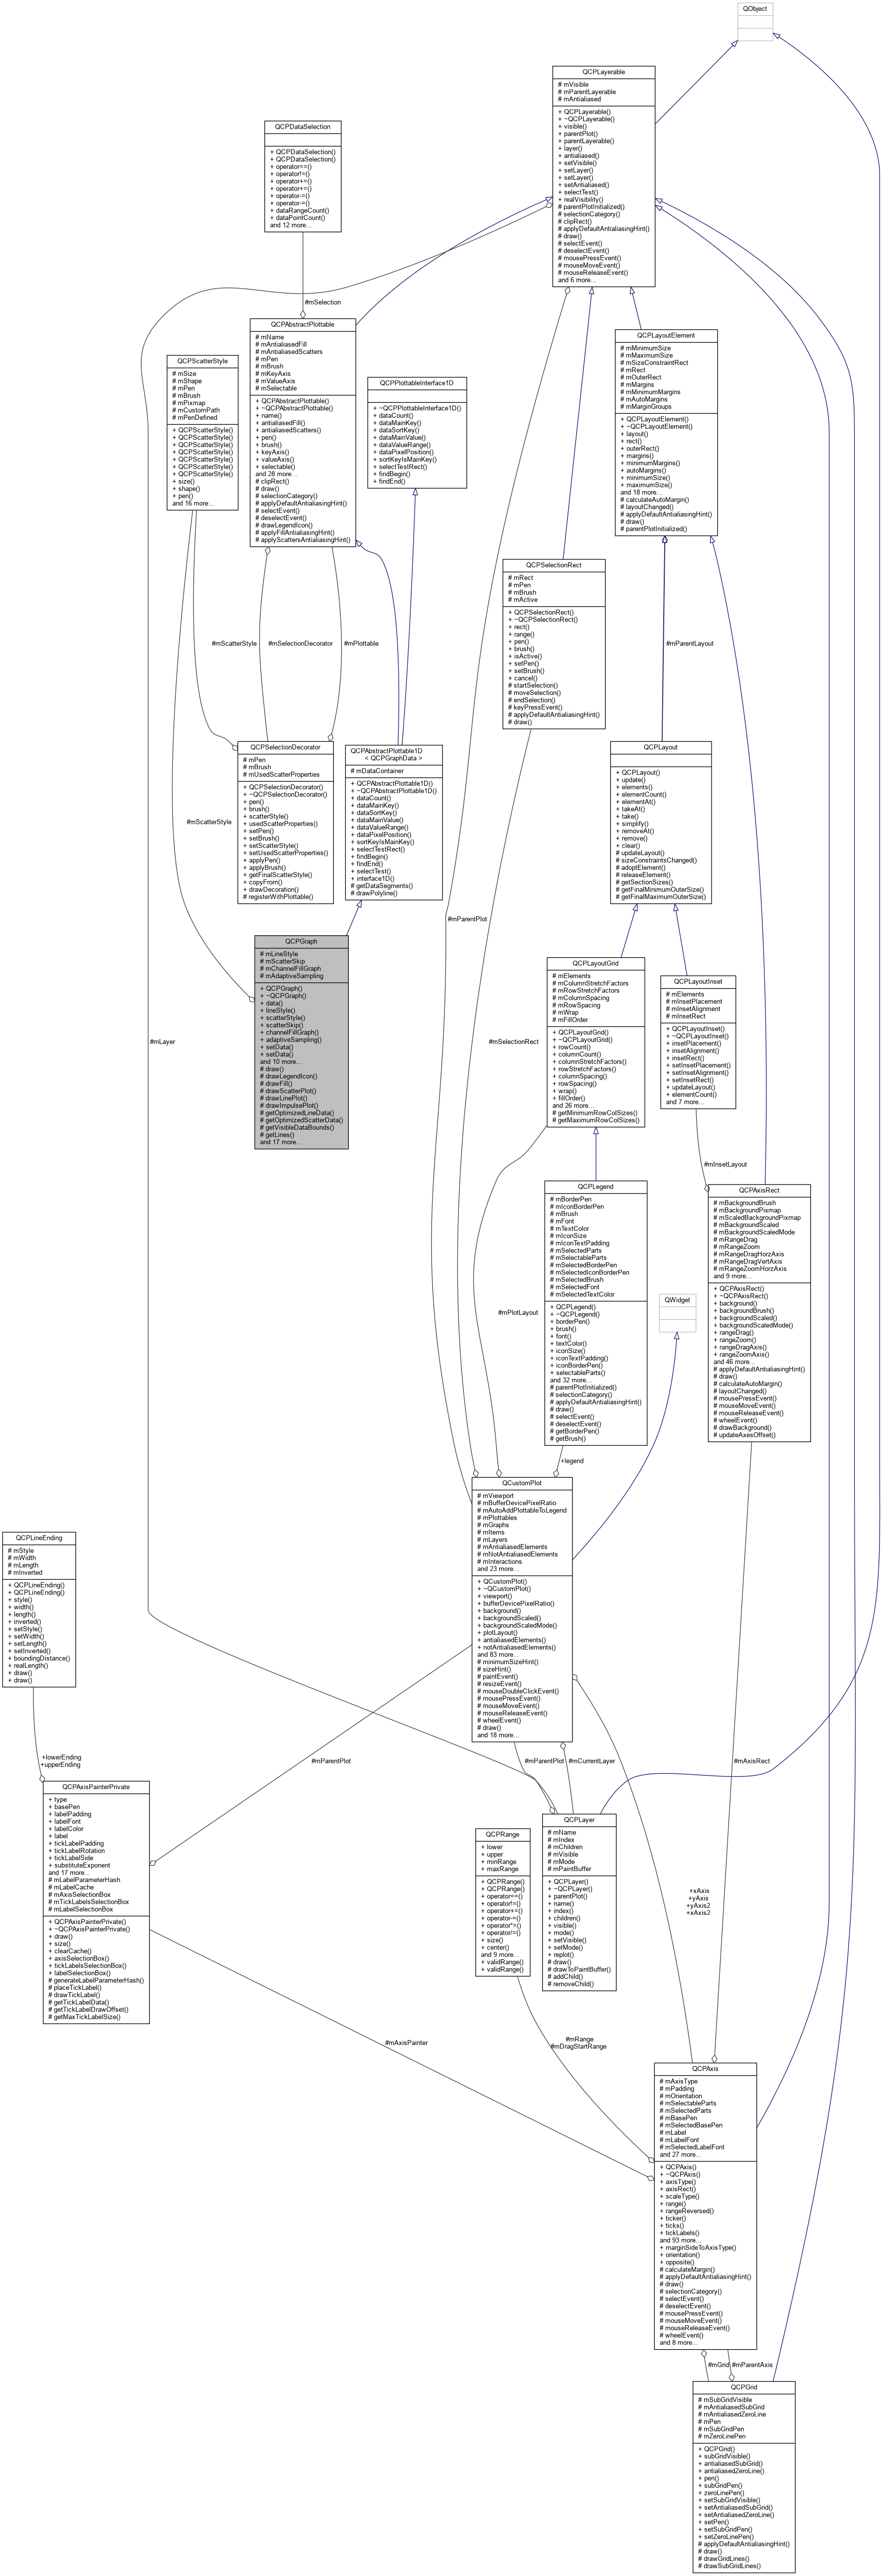 QObject
QCPLayerable
# mVisible
# mParentLayerable
# mAntialiased
+ QCPLayerable()
+ ~QCPLayerable()
+ visible()
+ parentPlot()
+ parentLayerable()
+ layer()
+ antialiased()
+ setVisible()
+ setLayer()
+ setLayer()
+ setAntialiased()
+ selectTest()
+ realVisibility()
# parentPlotInitialized()
# selectionCategory()
# clipRect()
# applyDefaultAntialiasingHint()
# draw()
# selectEvent()
# deselectEvent()
# mousePressEvent()
# mouseMoveEvent()
# mouseReleaseEvent()
and 6 more...
QCPDataSelection
+ QCPDataSelection()
+ QCPDataSelection()
+ operator==()
+ operator!=()
+ operator+=()
+ operator+=()
+ operator-=()
+ operator-=()
+ dataRangeCount()
+ dataPointCount()
and 12 more...
#mSelection
QCPAbstractPlottable
# mName
# mAntialiasedFill
# mAntialiasedScatters
# mPen
# mBrush
# mKeyAxis
# mValueAxis
# mSelectable
+ QCPAbstractPlottable()
+ ~QCPAbstractPlottable()
+ name()
+ antialiasedFill()
+ antialiasedScatters()
+ pen()
+ brush()
+ keyAxis()
+ valueAxis()
+ selectable()
and 28 more...
# clipRect()
# draw()
# selectionCategory()
# applyDefaultAntialiasingHint()
# selectEvent()
# deselectEvent()
# drawLegendIcon()
# applyFillAntialiasingHint()
# applyScattersAntialiasingHint()
QCPLayoutElement
# mMinimumSize
# mMaximumSize
# mSizeConstraintRect
# mRect
# mOuterRect
# mMargins
# mMinimumMargins
# mAutoMargins
# mMarginGroups
+ QCPLayoutElement()
+ ~QCPLayoutElement()
+ layout()
+ rect()
+ outerRect()
+ margins()
+ minimumMargins()
+ autoMargins()
+ minimumSize()
+ maximumSize()
and 18 more...
# calculateAutoMargin()
# layoutChanged()
# applyDefaultAntialiasingHint()
# draw()
# parentPlotInitialized()
QCPScatterStyle
# mSize
# mShape
# mPen
# mBrush
# mPixmap
# mCustomPath
# mPenDefined
+ QCPScatterStyle()
+ QCPScatterStyle()
+ QCPScatterStyle()
+ QCPScatterStyle()
+ QCPScatterStyle()
+ QCPScatterStyle()
+ QCPScatterStyle()
+ size()
+ shape()
+ pen()
and 16 more...
QCPPlottableInterface1D
+ ~QCPPlottableInterface1D()
+ dataCount()
+ dataMainKey()
+ dataSortKey()
+ dataMainValue()
+ dataValueRange()
+ dataPixelPosition()
+ sortKeyIsMainKey()
+ selectTestRect()
+ findBegin()
+ findEnd()
QCPSelectionRect
# mRect
# mPen
# mBrush
# mActive
+ QCPSelectionRect()
+ ~QCPSelectionRect()
+ rect()
+ range()
+ pen()
+ brush()
+ isActive()
+ setPen()
+ setBrush()
+ cancel()
# startSelection()
# moveSelection()
# endSelection()
# keyPressEvent()
# applyDefaultAntialiasingHint()
# draw()
#mScatterStyle
#mSelectionDecorator
#mPlottable
#mParentLayout
QCPSelectionDecorator
# mPen
# mBrush
# mUsedScatterProperties
+ QCPSelectionDecorator()
+ ~QCPSelectionDecorator()
+ pen()
+ brush()
+ scatterStyle()
+ usedScatterProperties()
+ setPen()
+ setBrush()
+ setScatterStyle()
+ setUsedScatterProperties()
+ applyPen()
+ applyBrush()
+ getFinalScatterStyle()
+ copyFrom()
+ drawDecoration()
# registerWithPlottable()
QCPAbstractPlottable1D
< QCPGraphData >
# mDataContainer
+ QCPAbstractPlottable1D()
+ ~QCPAbstractPlottable1D()
+ dataCount()
+ dataMainKey()
+ dataSortKey()
+ dataMainValue()
+ dataValueRange()
+ dataPixelPosition()
+ sortKeyIsMainKey()
+ selectTestRect()
+ findBegin()
+ findEnd()
+ selectTest()
+ interface1D()
# getDataSegments()
# drawPolyline()
QCPLayout
+ QCPLayout()
+ update()
+ elements()
+ elementCount()
+ elementAt()
+ takeAt()
+ take()
+ simplify()
+ removeAt()
+ remove()
+ clear()
# updateLayout()
# sizeConstraintsChanged()
# adoptElement()
# releaseElement()
# getSectionSizes()
# getFinalMinimumOuterSize()
# getFinalMaximumOuterSize()
#mScatterStyle
#mParentPlot
QCPGraph
# mLineStyle
# mScatterSkip
# mChannelFillGraph
# mAdaptiveSampling
+ QCPGraph()
+ ~QCPGraph()
+ data()
+ lineStyle()
+ scatterStyle()
+ scatterSkip()
+ channelFillGraph()
+ adaptiveSampling()
+ setData()
+ setData()
and 10 more...
# draw()
# drawLegendIcon()
# drawFill()
# drawScatterPlot()
# drawLinePlot()
# drawImpulsePlot()
# getOptimizedLineData()
# getOptimizedScatterData()
# getVisibleDataBounds()
# getLines()
and 17 more...
QCPLayoutGrid
# mElements
# mColumnStretchFactors
# mRowStretchFactors
# mColumnSpacing
# mRowSpacing
# mWrap
# mFillOrder
+ QCPLayoutGrid()
+ ~QCPLayoutGrid()
+ rowCount()
+ columnCount()
+ columnStretchFactors()
+ rowStretchFactors()
+ columnSpacing()
+ rowSpacing()
+ wrap()
+ fillOrder()
and 26 more...
# getMinimumRowColSizes()
# getMaximumRowColSizes()
QCPLayoutInset
# mElements
# mInsetPlacement
# mInsetAlignment
# mInsetRect
+ QCPLayoutInset()
+ ~QCPLayoutInset()
+ insetPlacement()
+ insetAlignment()
+ insetRect()
+ setInsetPlacement()
+ setInsetAlignment()
+ setInsetRect()
+ updateLayout()
+ elementCount()
and 7 more...
#mLayer
#mSelectionRect
#mInsetLayout
QCPLegend
# mBorderPen
# mIconBorderPen
# mBrush
# mFont
# mTextColor
# mIconSize
# mIconTextPadding
# mSelectedParts
# mSelectableParts
# mSelectedBorderPen
# mSelectedIconBorderPen
# mSelectedBrush
# mSelectedFont
# mSelectedTextColor
+ QCPLegend()
+ ~QCPLegend()
+ borderPen()
+ brush()
+ font()
+ textColor()
+ iconSize()
+ iconTextPadding()
+ iconBorderPen()
+ selectableParts()
and 32 more...
# parentPlotInitialized()
# selectionCategory()
# applyDefaultAntialiasingHint()
# draw()
# selectEvent()
# deselectEvent()
# getBorderPen()
# getBrush()
QCPAxisRect
# mBackgroundBrush
# mBackgroundPixmap
# mScaledBackgroundPixmap
# mBackgroundScaled
# mBackgroundScaledMode
# mRangeDrag
# mRangeZoom
# mRangeDragHorzAxis
# mRangeDragVertAxis
# mRangeZoomHorzAxis
and 9 more...
+ QCPAxisRect()
+ ~QCPAxisRect()
+ background()
+ backgroundBrush()
+ backgroundScaled()
+ backgroundScaledMode()
+ rangeDrag()
+ rangeZoom()
+ rangeDragAxis()
+ rangeZoomAxis()
and 46 more...
# applyDefaultAntialiasingHint()
# draw()
# calculateAutoMargin()
# layoutChanged()
# mousePressEvent()
# mouseMoveEvent()
# mouseReleaseEvent()
# wheelEvent()
# drawBackground()
# updateAxesOffset()
QWidget
#mPlotLayout
+legend
QCustomPlot
# mViewport
# mBufferDevicePixelRatio
# mAutoAddPlottableToLegend
# mPlottables
# mGraphs
# mItems
# mLayers
# mAntialiasedElements
# mNotAntialiasedElements
# mInteractions
and 23 more...
+ QCustomPlot()
+ ~QCustomPlot()
+ viewport()
+ bufferDevicePixelRatio()
+ background()
+ backgroundScaled()
+ backgroundScaledMode()
+ plotLayout()
+ antialiasedElements()
+ notAntialiasedElements()
and 83 more...
# minimumSizeHint()
# sizeHint()
# paintEvent()
# resizeEvent()
# mouseDoubleClickEvent()
# mousePressEvent()
# mouseMoveEvent()
# mouseReleaseEvent()
# wheelEvent()
# draw()
and 18 more...
QCPLineEnding
# mStyle
# mWidth
# mLength
# mInverted
+ QCPLineEnding()
+ QCPLineEnding()
+ style()
+ width()
+ length()
+ inverted()
+ setStyle()
+ setWidth()
+ setLength()
+ setInverted()
+ boundingDistance()
+ realLength()
+ draw()
+ draw()
+lowerEnding
+upperEnding
#mParentPlot
#mParentPlot
#mCurrentLayer
#mAxisRect
QCPAxisPainterPrivate
+ type
+ basePen
+ labelPadding
+ labelFont
+ labelColor
+ label
+ tickLabelPadding
+ tickLabelRotation
+ tickLabelSide
+ substituteExponent
and 17 more...
# mLabelParameterHash
# mLabelCache
# mAxisSelectionBox
# mTickLabelsSelectionBox
# mLabelSelectionBox
+ QCPAxisPainterPrivate()
+ ~QCPAxisPainterPrivate()
+ draw()
+ size()
+ clearCache()
+ axisSelectionBox()
+ tickLabelsSelectionBox()
+ labelSelectionBox()
# generateLabelParameterHash()
# placeTickLabel()
# drawTickLabel()
# getTickLabelData()
# getTickLabelDrawOffset()
# getMaxTickLabelSize()
QCPRange
+ lower
+ upper
+ minRange
+ maxRange
+ QCPRange()
+ QCPRange()
+ operator==()
+ operator!=()
+ operator+=()
+ operator-=()
+ operator*=()
+ operator/=()
+ size()
+ center()
and 9 more...
+ validRange()
+ validRange()
QCPLayer
# mName
# mIndex
# mChildren
# mVisible
# mMode
# mPaintBuffer
+ QCPLayer()
+ ~QCPLayer()
+ parentPlot()
+ name()
+ index()
+ children()
+ visible()
+ mode()
+ setVisible()
+ setMode()
+ replot()
# draw()
# drawToPaintBuffer()
# addChild()
# removeChild()
+xAxis
+yAxis
+yAxis2
+xAxis2
#mAxisPainter
#mRange
#mDragStartRange
QCPAxis
# mAxisType
# mPadding
# mOrientation
# mSelectableParts
# mSelectedParts
# mBasePen
# mSelectedBasePen
# mLabel
# mLabelFont
# mSelectedLabelFont
and 27 more...
+ QCPAxis()
+ ~QCPAxis()
+ axisType()
+ axisRect()
+ scaleType()
+ range()
+ rangeReversed()
+ ticker()
+ ticks()
+ tickLabels()
and 93 more...
+ marginSideToAxisType()
+ orientation()
+ opposite()
# calculateMargin()
# applyDefaultAntialiasingHint()
# draw()
# selectionCategory()
# selectEvent()
# deselectEvent()
# mousePressEvent()
# mouseMoveEvent()
# mouseReleaseEvent()
# wheelEvent()
and 8 more...
#mGrid
#mParentAxis
QCPGrid
# mSubGridVisible
# mAntialiasedSubGrid
# mAntialiasedZeroLine
# mPen
# mSubGridPen
# mZeroLinePen
+ QCPGrid()
+ subGridVisible()
+ antialiasedSubGrid()
+ antialiasedZeroLine()
+ pen()
+ subGridPen()
+ zeroLinePen()
+ setSubGridVisible()
+ setAntialiasedSubGrid()
+ setAntialiasedZeroLine()
+ setPen()
+ setSubGridPen()
+ setZeroLinePen()
# applyDefaultAntialiasingHint()
# draw()
# drawGridLines()
# drawSubGridLines()